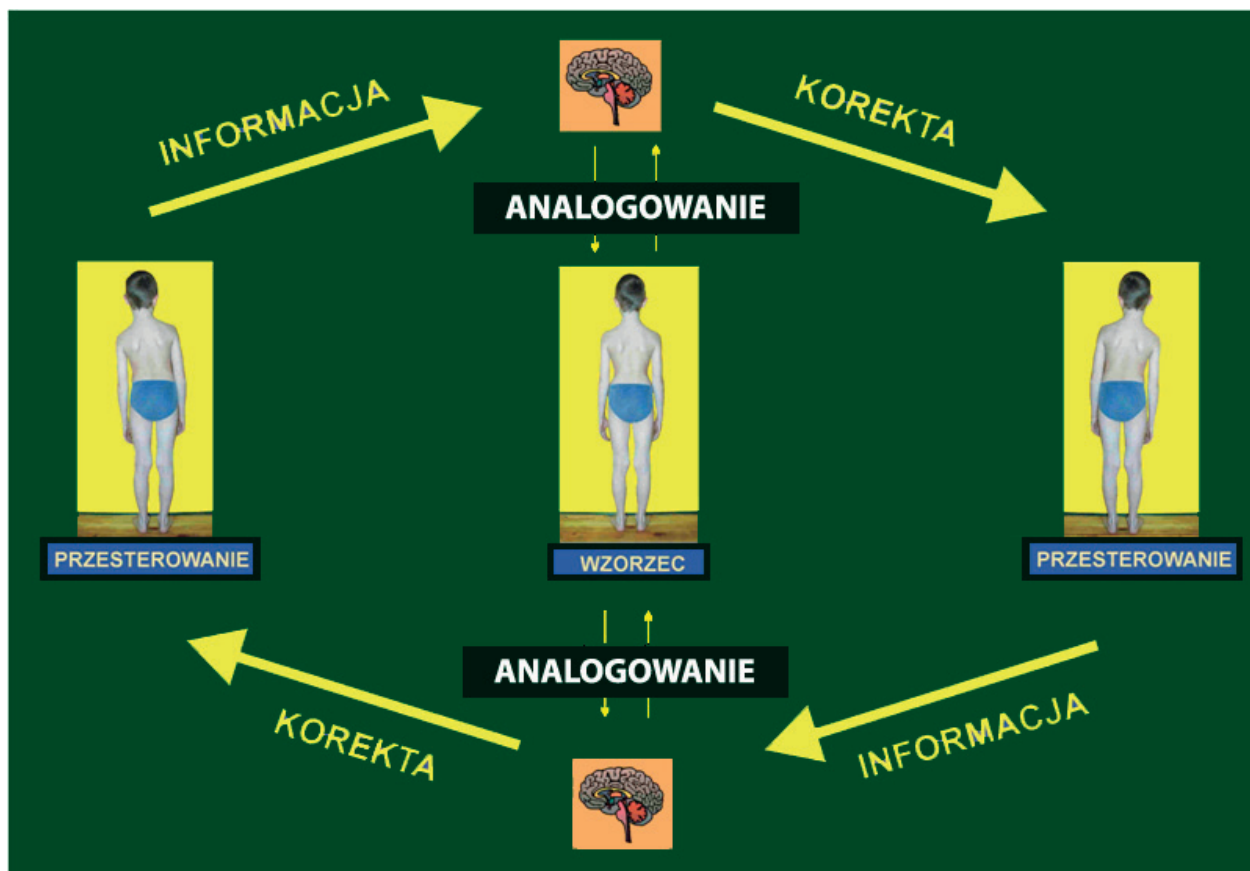 INFORMACJA
KOREKTA
ANALOGOWANIE
PRZESTEROWANIE
WZORZEC
PRZESTEROWANIE
ANALOGOWANIE
KOREKTA
INFORMACJA